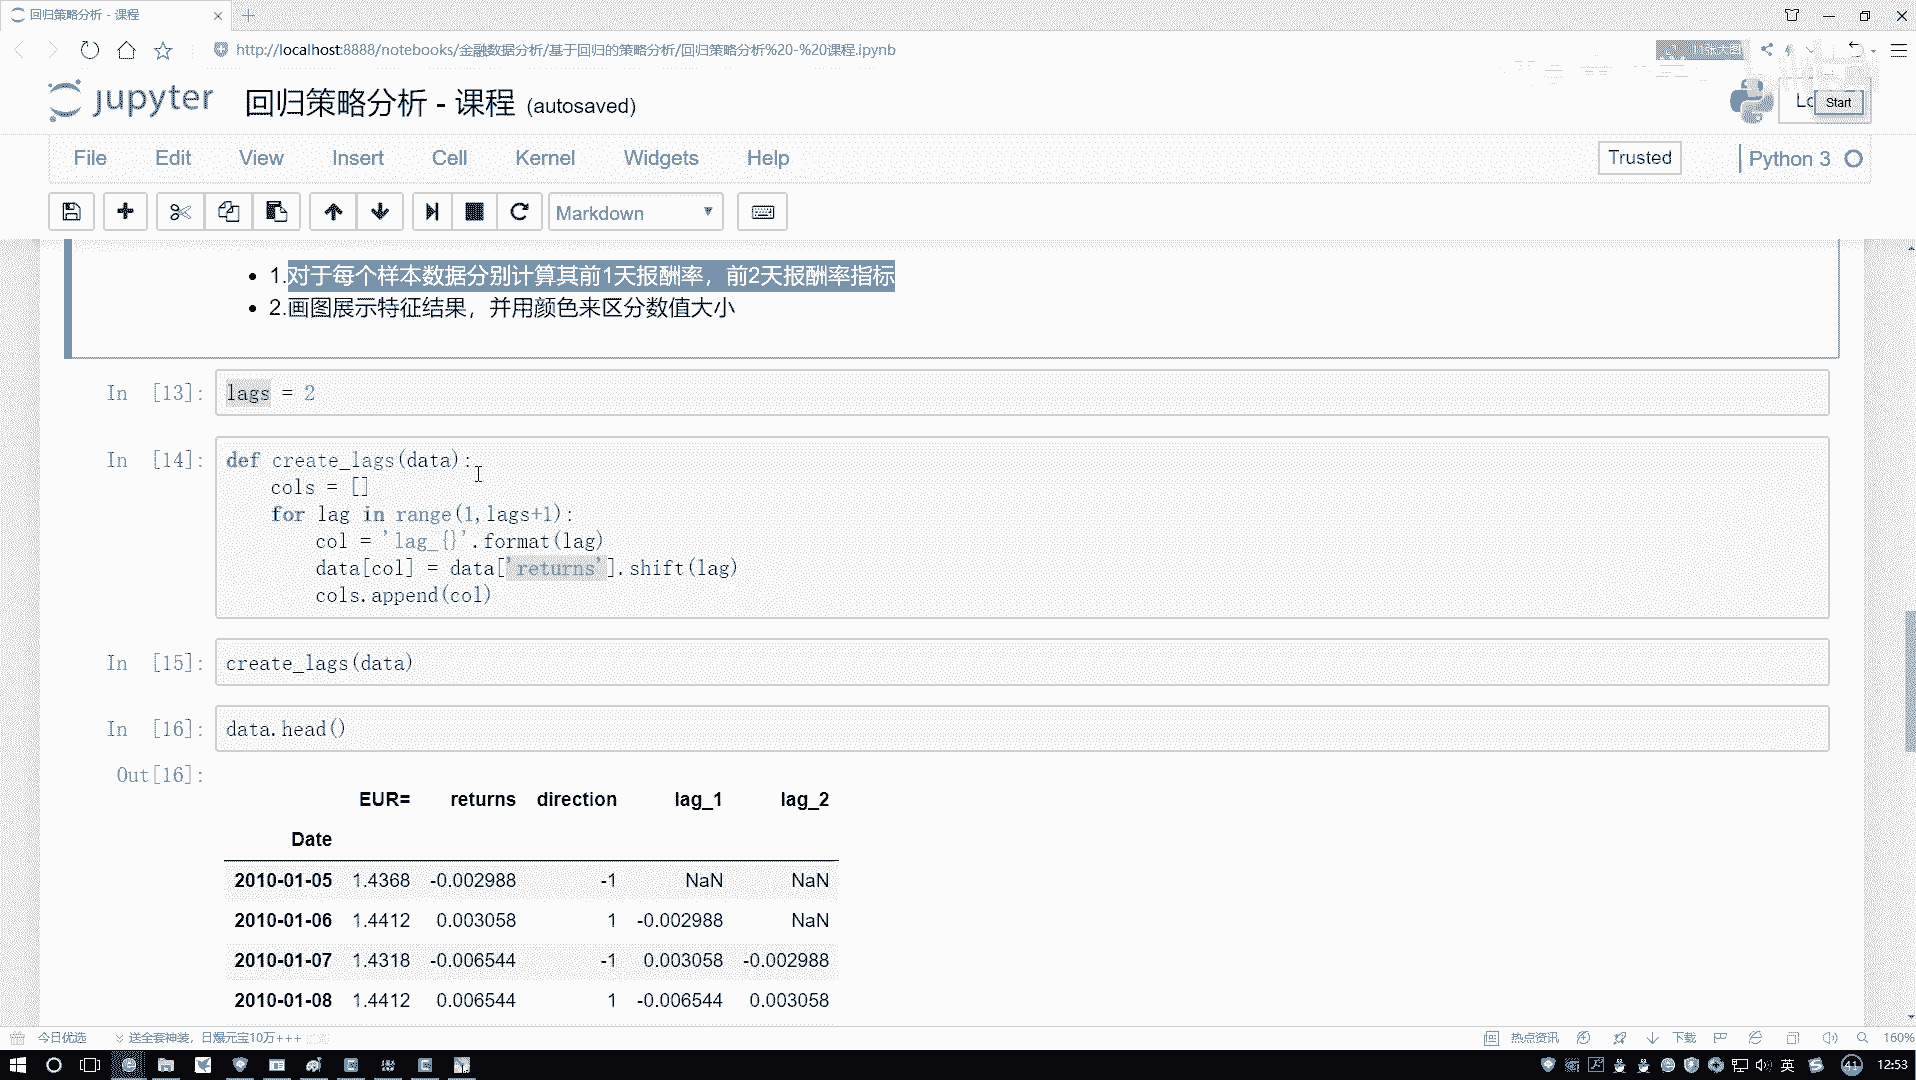 回归策略分析 - 课程
http://localhost:8888/notebooks/金融数据分析/基于回归的策略分析/回归策略分析%20-%20课程.ipynb
11张大图
jupyter 回归策略分析 - 课程 (autosaved)
Start
File Edit View Insert Cell Kernel Widgets Help
Trusted
Python 3
Markdown
1.对于每个样本数据分别计算其前1天报酬率，前2天报酬率指标
2.画图展示特征结果，并用颜色来区分数值大小
In [13]: lags = 2
In [14]: def create_lags(data):
cols = []
for lag in range(1,lags+1):
col = 'lag_{}'.format(lag)
data[col] = data['returns'].shift(lag)
cols.append(col)
In [15]: create_lags(data)
In [16]: data.head()
Out[16]:
EUR= returns direction lag_1 lag_2
Date
2010-01-05 1.4368 -0.002988 -1 NaN NaN
2010-01-06 1.4412 0.003058 1 -0.002988 NaN
2010-01-07 1.4318 -0.006544 -1 0.003058 -0.002988
2010-01-08 1.4412 0.006544 1 -0.006544 0.003058
今日优选 送全套神装，日爆元宝10万+++ 热点资讯 下载 160%
英 41 12:53